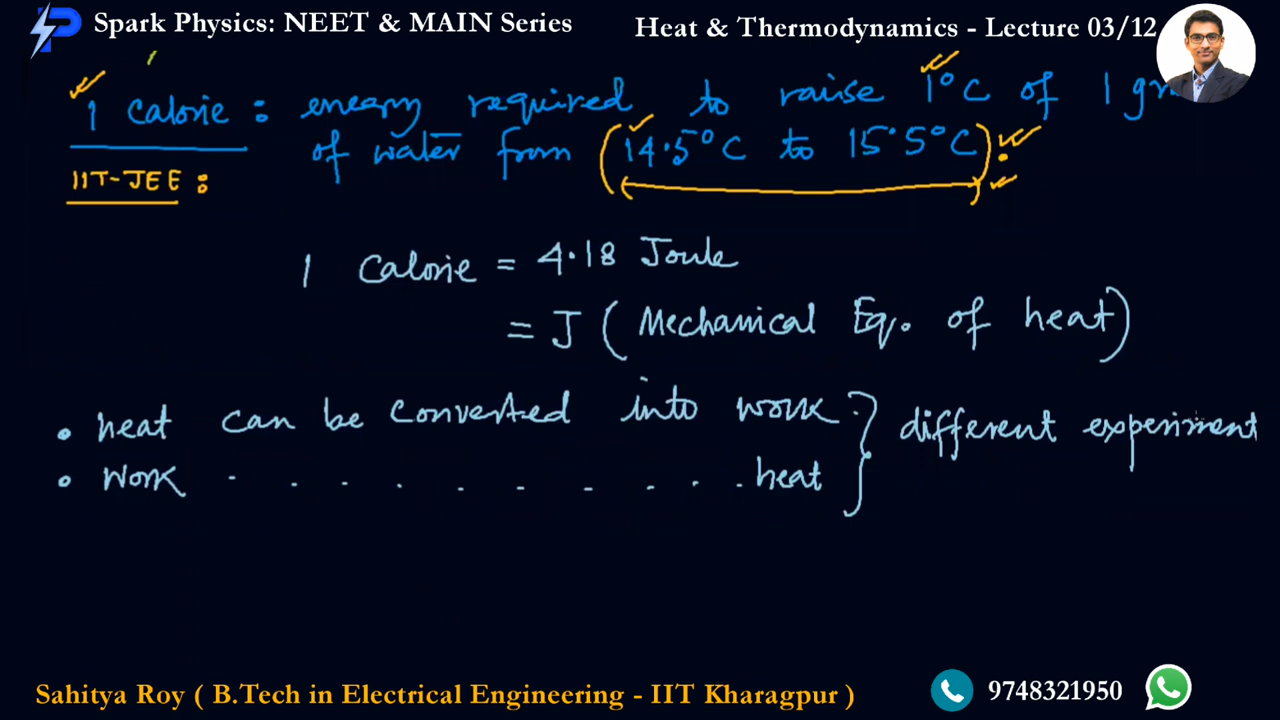 Spark Physics: NEET & MAIN Series
Heat & Thermodynamics - Lecture 03/12
1 Calorie : energy required to raise 1°C of 1
of water from (14.5°C to 15.5°C).
IIT-JEE :
1 Calorie = 4.18 Joule
= J (Mechanical Eq. of heat)
• heat can be converted into work. } different experiment
• Work . . . . . . . . . . heat
Sahitya Roy ( B.Tech in Electrical Engineering - IIT Kharagpur )
9748321950